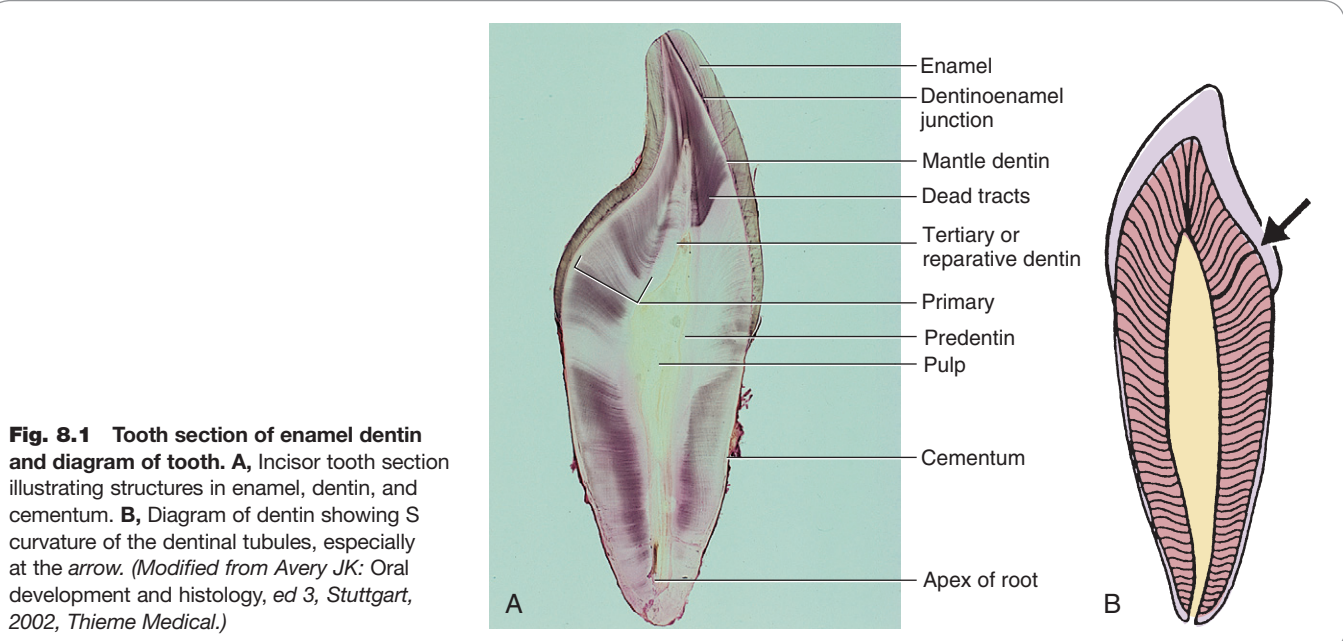 Enamel
Dentinoenamel
junction
Mantle dentin
Dead tracts
Tertiary or
reparative dentin
Primary
Predentin
Pulp
Cementum
Apex of root
A
B
Fig. 8.1 Tooth section of enamel dentin
and diagram of tooth. A, Incisor tooth section
illustrating structures in enamel, dentin, and
cementum. B, Diagram of dentin showing S
curvature of the dentinal tubules, especially
at the arrow. (Modified from Avery JK: Oral
development and histology, ed 3, Stuttgart,
2002, Thieme Medical.)